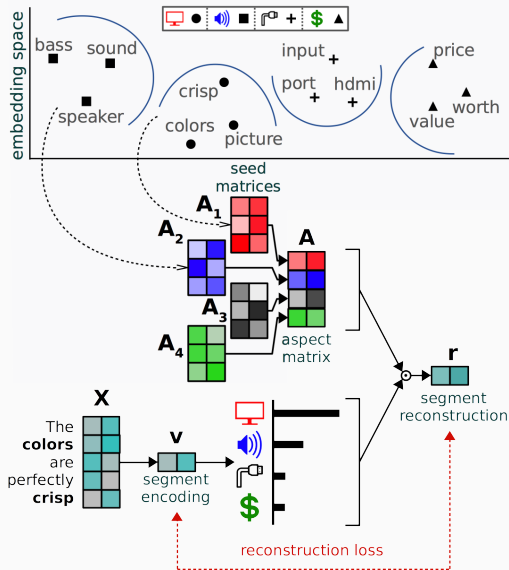 embedding space
bass
sound
speaker
crisp
colors
picture
input
port
hdmi
price
worth
value
seed
matrices
A1
A2
A3
A4
A
aspect
matrix
r
segment
reconstruction
X
The
colors
are
perfectly
crisp
v
segment
encoding
$
$
reconstruction loss